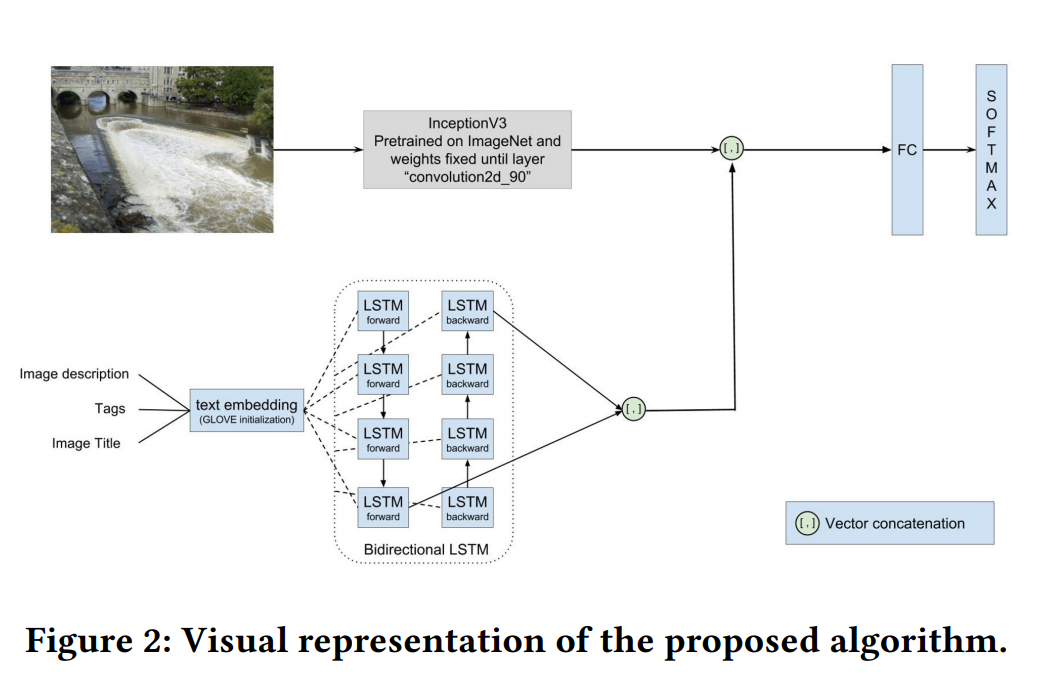 InceptionV3
Pretrained on ImageNet and
weights fixed until layer
“convolution2d_90”
[,]
FC
S
O
F
T
M
A
X
Image description
Tags
Image Title
text embedding
(GLOVE initialization)
LSTM
forward
LSTM
backward
LSTM
forward
LSTM
backward
LSTM
forward
LSTM
backward
LSTM
forward
LSTM
backward
Bidirectional LSTM
[,]
[,] Vector concatenation
Figure 2: Visual representation of the proposed algorithm.